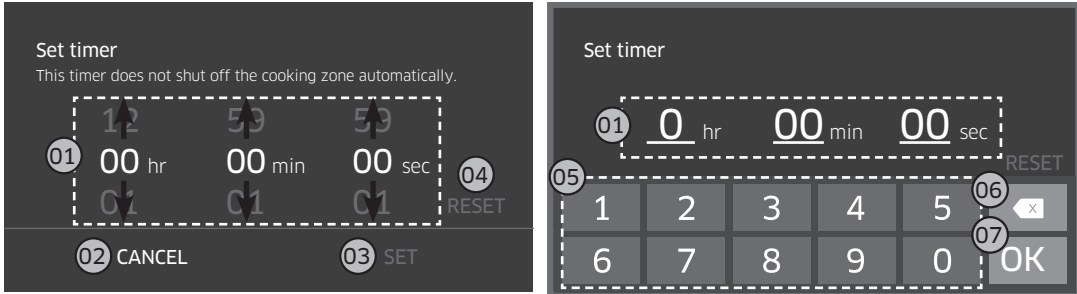 Set timer
This timer does not shut off the cooking zone automatically.
12 59 59
01 00 hr 00 min 00 sec
04
01 01 01 RESET
02 CANCEL 03 SET
Set timer
01 0 hr 00 min 00 sec
RESET
05 06
1 2 3 4 5 x
07
6 7 8 9 0 OK